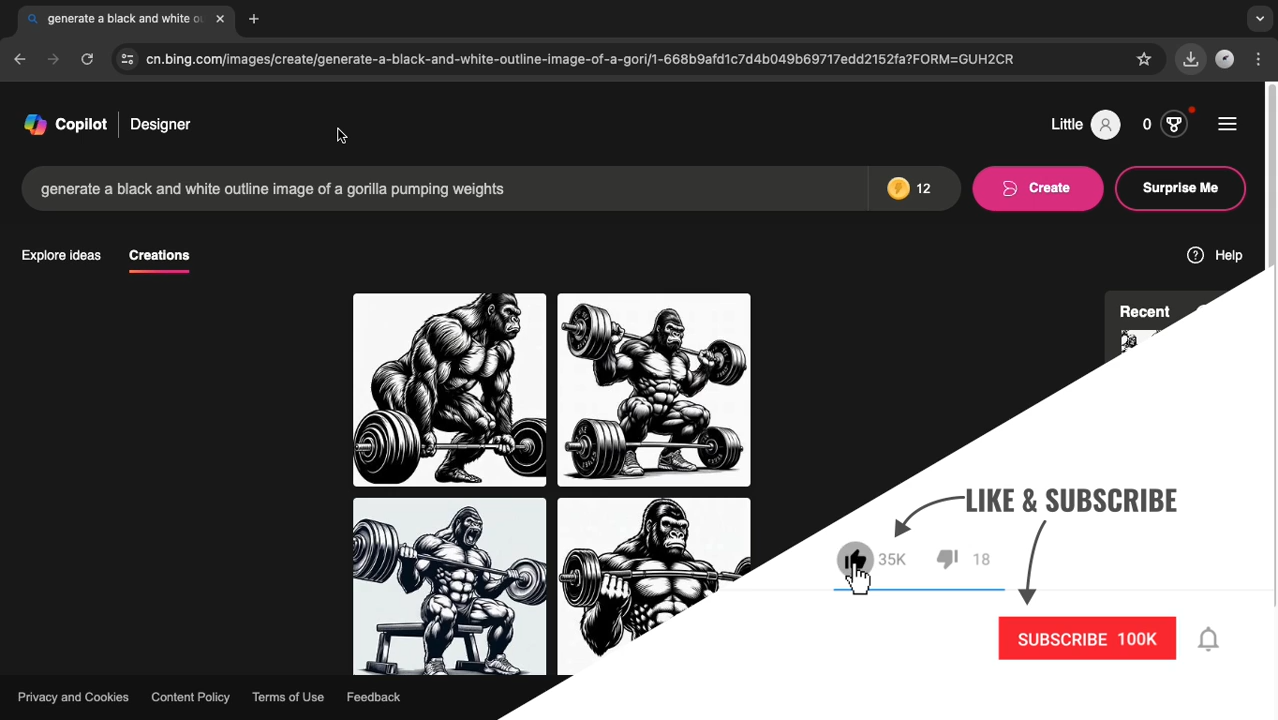 generate a black and white ou
cn.bing.com/images/create/generate-a-black-and-white-outline-image-of-a-gori/1-668b9afd1c7d4b049b69717edd2152fa?FORM=GUH2CR
Copilot Designer
Little 0
generate a black and white outline image of a gorilla pumping weights
12
Create
Surprise Me
Explore ideas Creations
Help
Recent
LIKE & SUBSCRIBE
35K 18
SUBSCRIBE 100K
Privacy and Cookies Content Policy Terms of Use Feedback